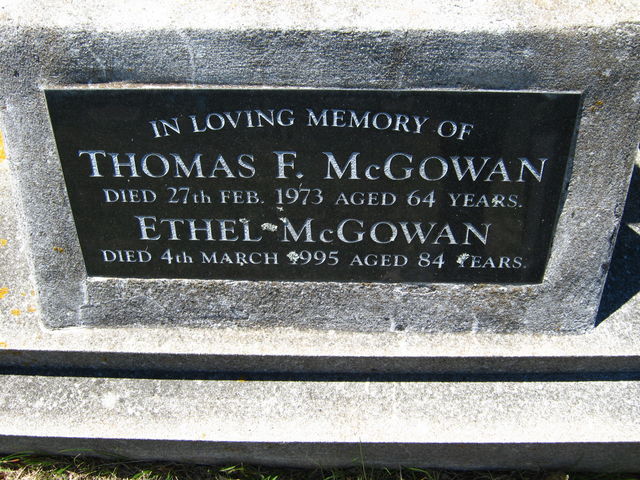 IN LOVING MEMORY OF
THOMAS F. McGOWAN
DIED 27th FEB. 1973 AGED 64 YEARS.
ETHEL McGOWAN
DIED 4th MARCH 1995 AGED 84 YEARS.